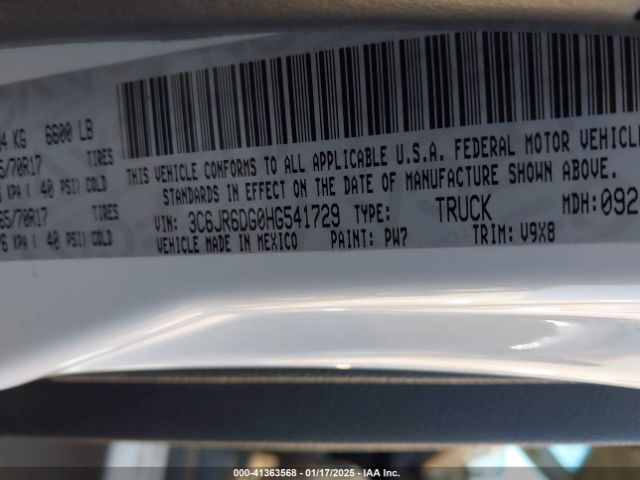 4 KG 6600 LB
5/70R17 TIRES
KPA ( 40 PSI) COLD
65/70R17 TIRES
6 KPA ( 40 PSI) COLD
THIS VEHICLE CONFORMS TO ALL APPLICABLE U.S.A. FEDERAL MOTOR VEHICLE
STANDARDS IN EFFECT ON THE DATE OF MANUFACTURE SHOWN ABOVE.
VIN: 3C6JR6DG0HG541729 TYPE: TRUCK MDH:092
VEHICLE MADE IN MEXICO PAINT: PW7 TRIM: V9X8
000-41363568 — 01/17/2025 — IAA Inc.